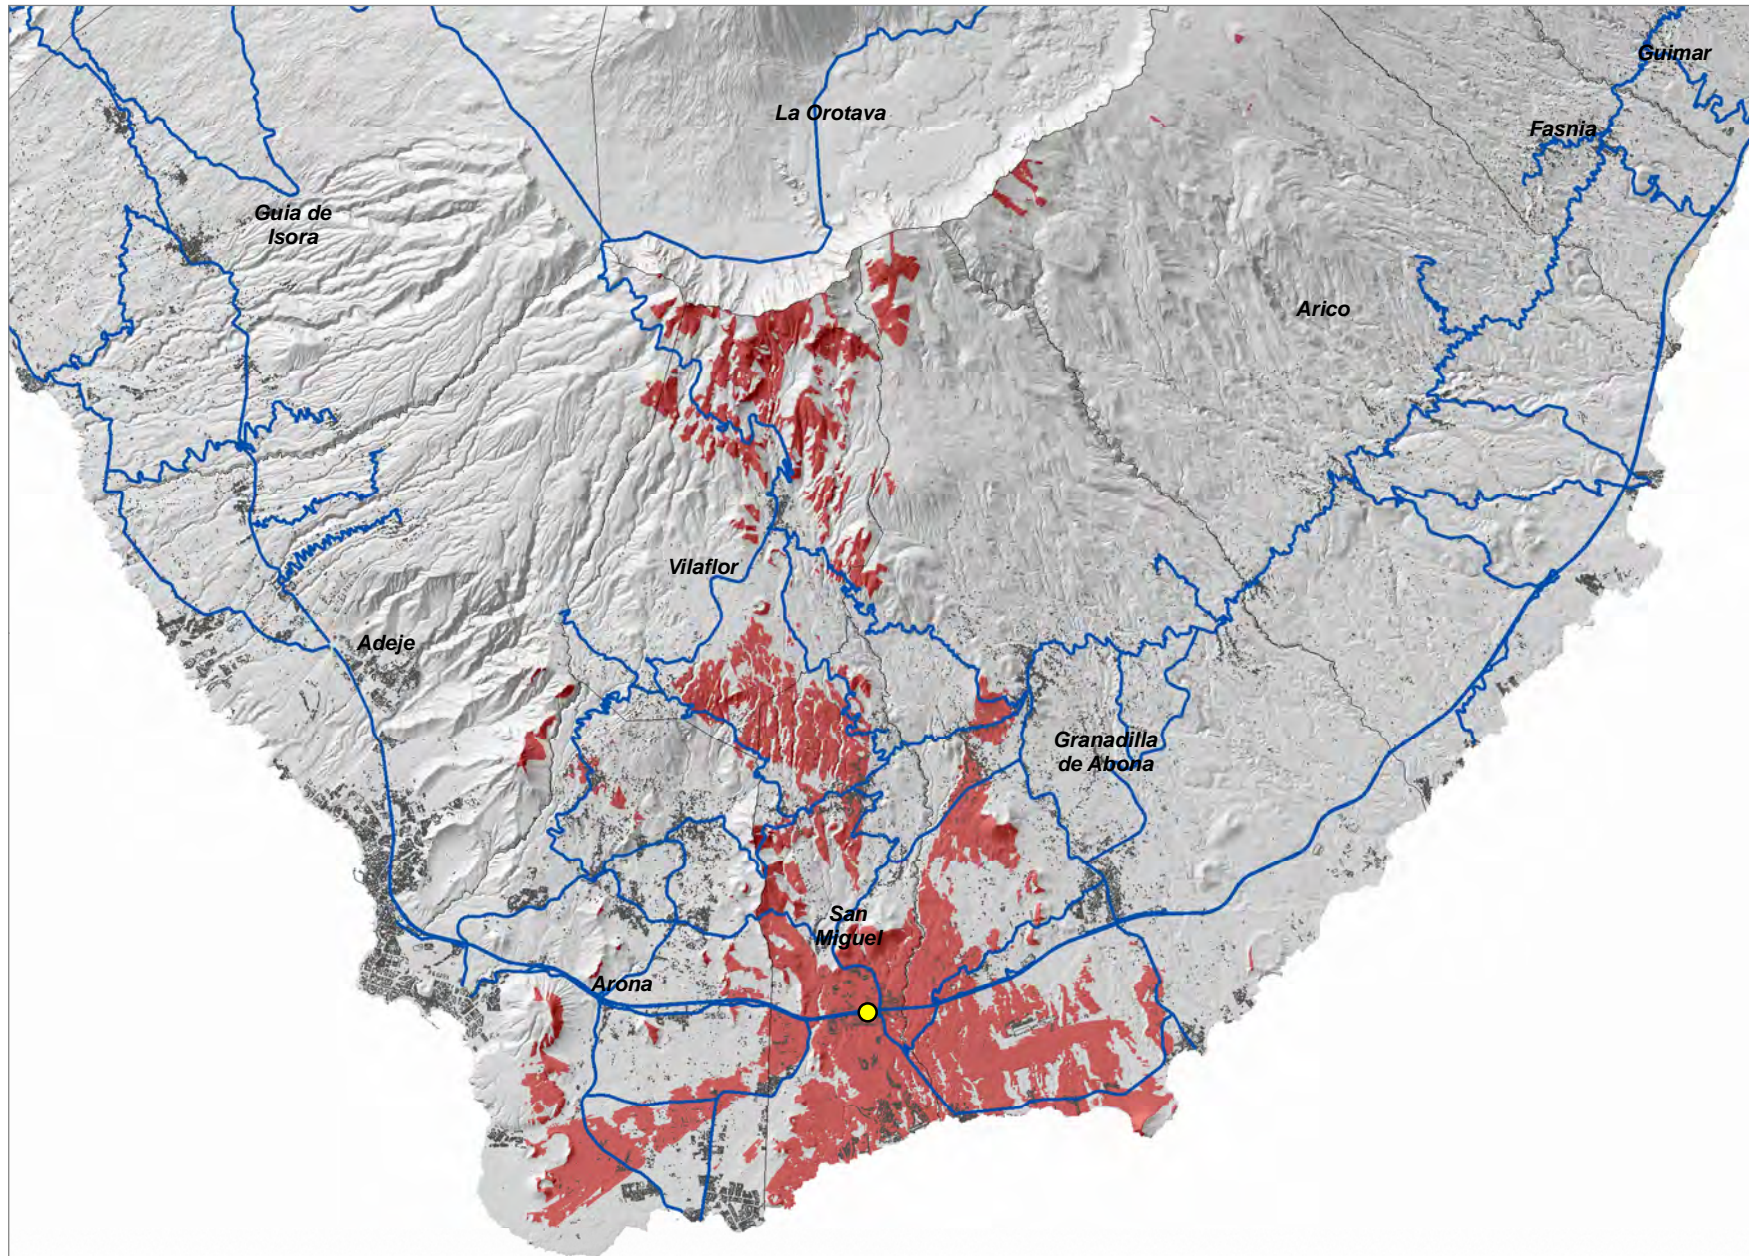 Guimar
La Orotava
Fasnia
Guia de
Isora
Arico
Vilaflor
Adeje
Granadilla
de Abona
San
Miguel
Arona